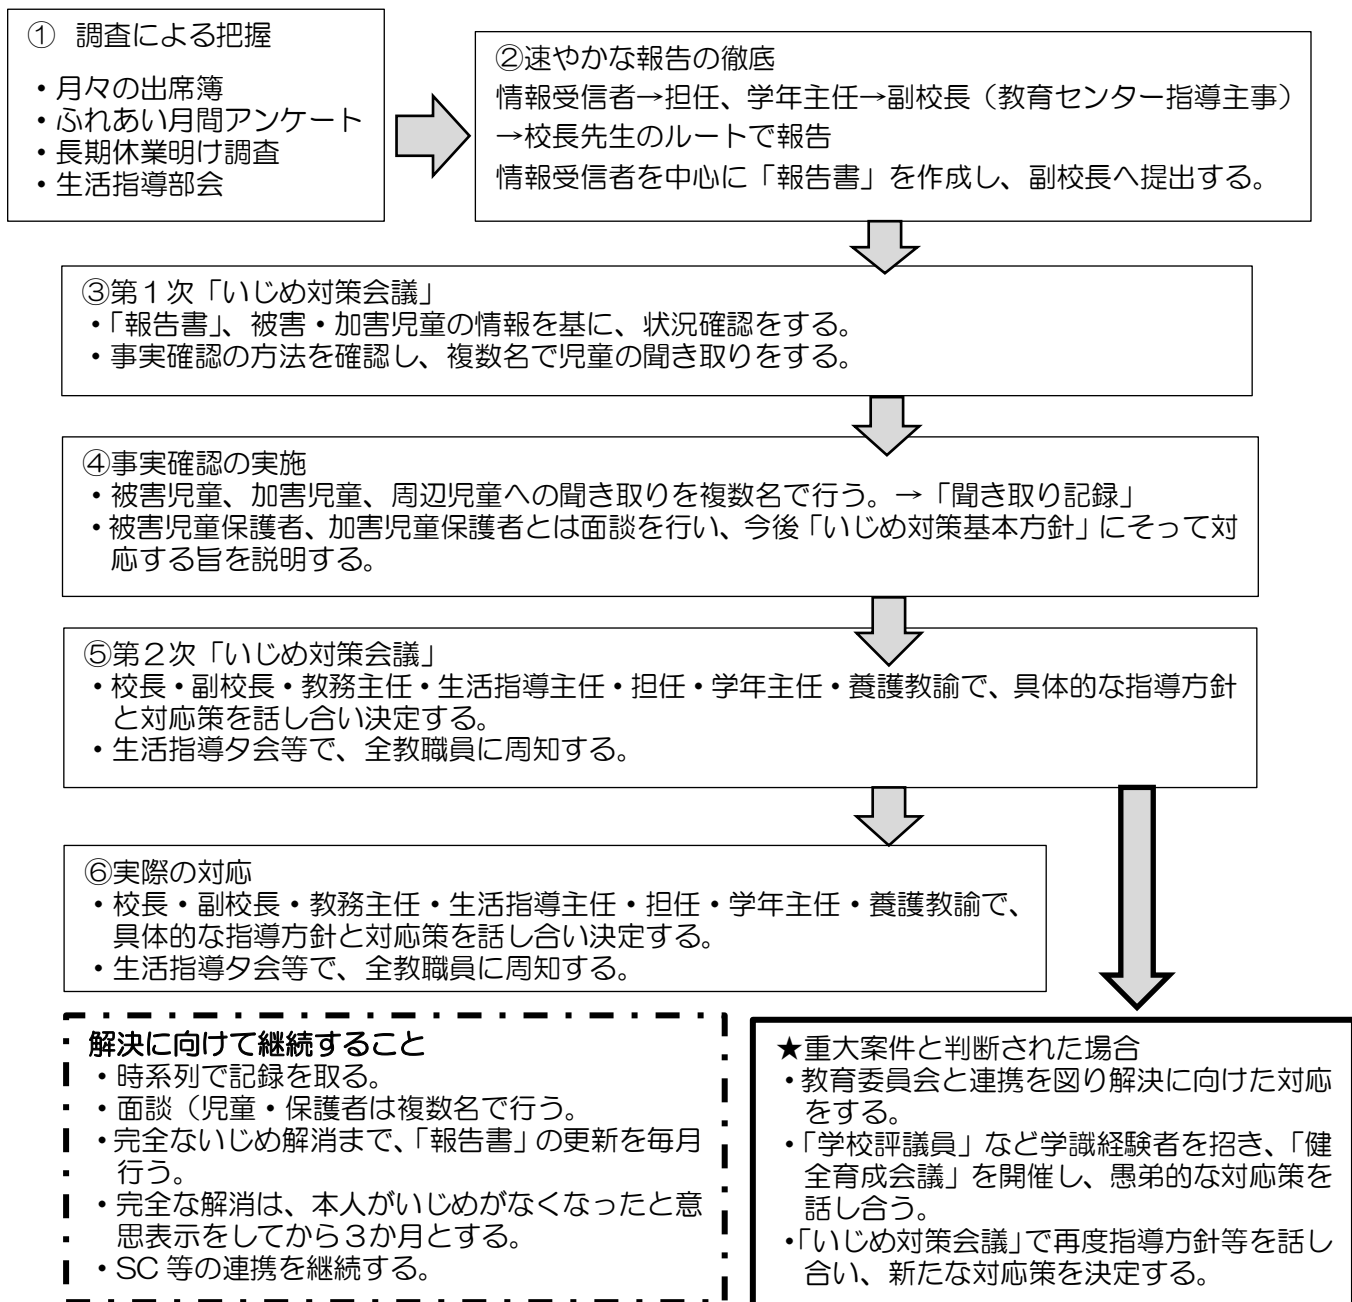 ① 調査による把握
・月々の出席簿
・ふれあい月間アンケート
・長期休業明け調査
・生活指導部会
②速やかな報告の徹底
情報受信者→担任、学年主任→副校長（教育センター指導主事）
→校長先生のルートで報告
情報受信者を中心に「報告書」を作成し、副校長へ提出する。
③第１次「いじめ対策会議」
・「報告書」、被害・加害児童の情報を基に、状況確認をする。
・事実確認の方法を確認し、複数名で児童の聞き取りをする。
④事実確認の実施
・被害児童、加害児童、周辺児童への聞き取りを複数名で行う。→「聞き取り記録」
・被害児童保護者、加害児童保護者とは面談を行い、今後「いじめ対策基本方針」にそって対
応する旨を説明する。
⑤第２次「いじめ対策会議」
・校長・副校長・教務主任・生活指導主任・担任・学年主任・養護教諭で、具体的な指導方針
と対応策を話し合い決定する。
・生活指導夕会等で、全教職員に周知する。
⑥実際の対応
・校長・副校長・教務主任・生活指導主任・担任・学年主任・養護教諭で、
具体的な指導方針と対応策を話し合い決定する。
・生活指導夕会等で、全教職員に周知する。
解決に向けて継続すること
・時系列で記録を取る。
・面談（児童・保護者は複数名で行う。
・完全ないじめ解消まで、「報告書」の更新を毎月
行う。
・完全な解消は、本人がいじめがなくなったと意
思表示をしてから３か月とする。
・SC 等の連携を継続する。
★重大案件と判断された場合
・教育委員会と連携を図り解決に向けた対応
をする。
・「学校評議員」など学識経験者を招き、「健
全育成会議」を開催し、愚弟的な対応策を
話し合う。
・「いじめ対策会議」で再度指導方針等を話し
合い、新たな対応策を決定する。